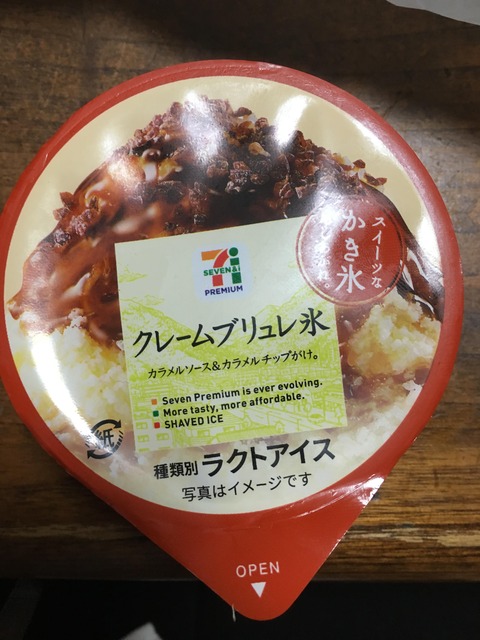 スイーツな
かき氷
SEVEN&i
PREMIUM
クレームブリュレ氷
カラメルソース&カラメルチップがけ。
Seven Premium is ever evolving.
More tasty, more affordable.
SHAVED ICE
紙
種類別 ラクトアイス
写真はイメージです
OPEN